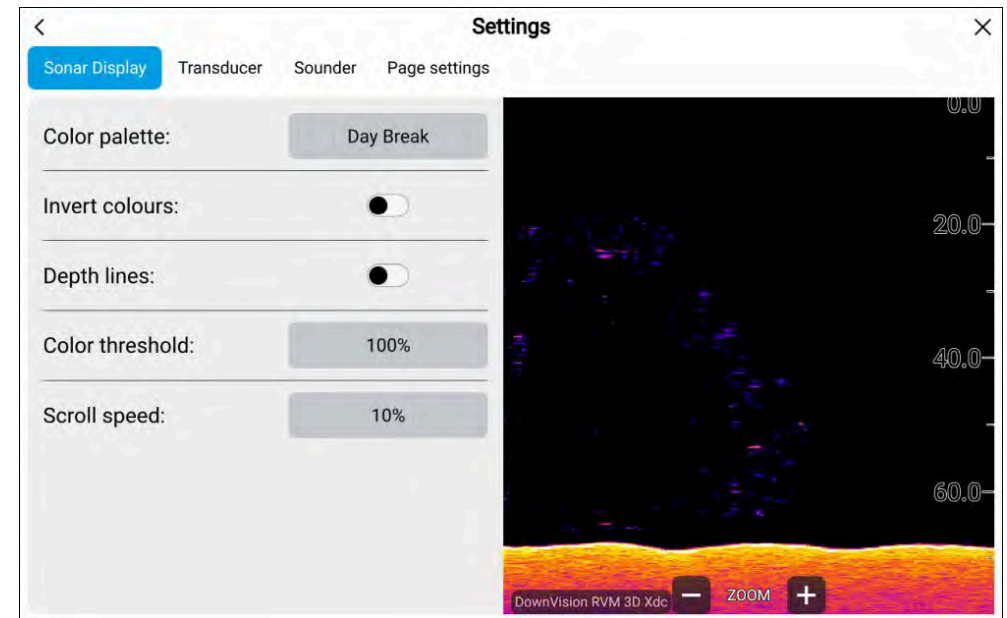 Settings
Sonar Display Transducer Sounder Page settings
Color palette: Day Break
Invert colours:
Depth lines:
Color threshold: 100%
Scroll speed: 10%
0.0
20.0
40.0
60.0
DownVision RVM 3D Xdc ZOOM